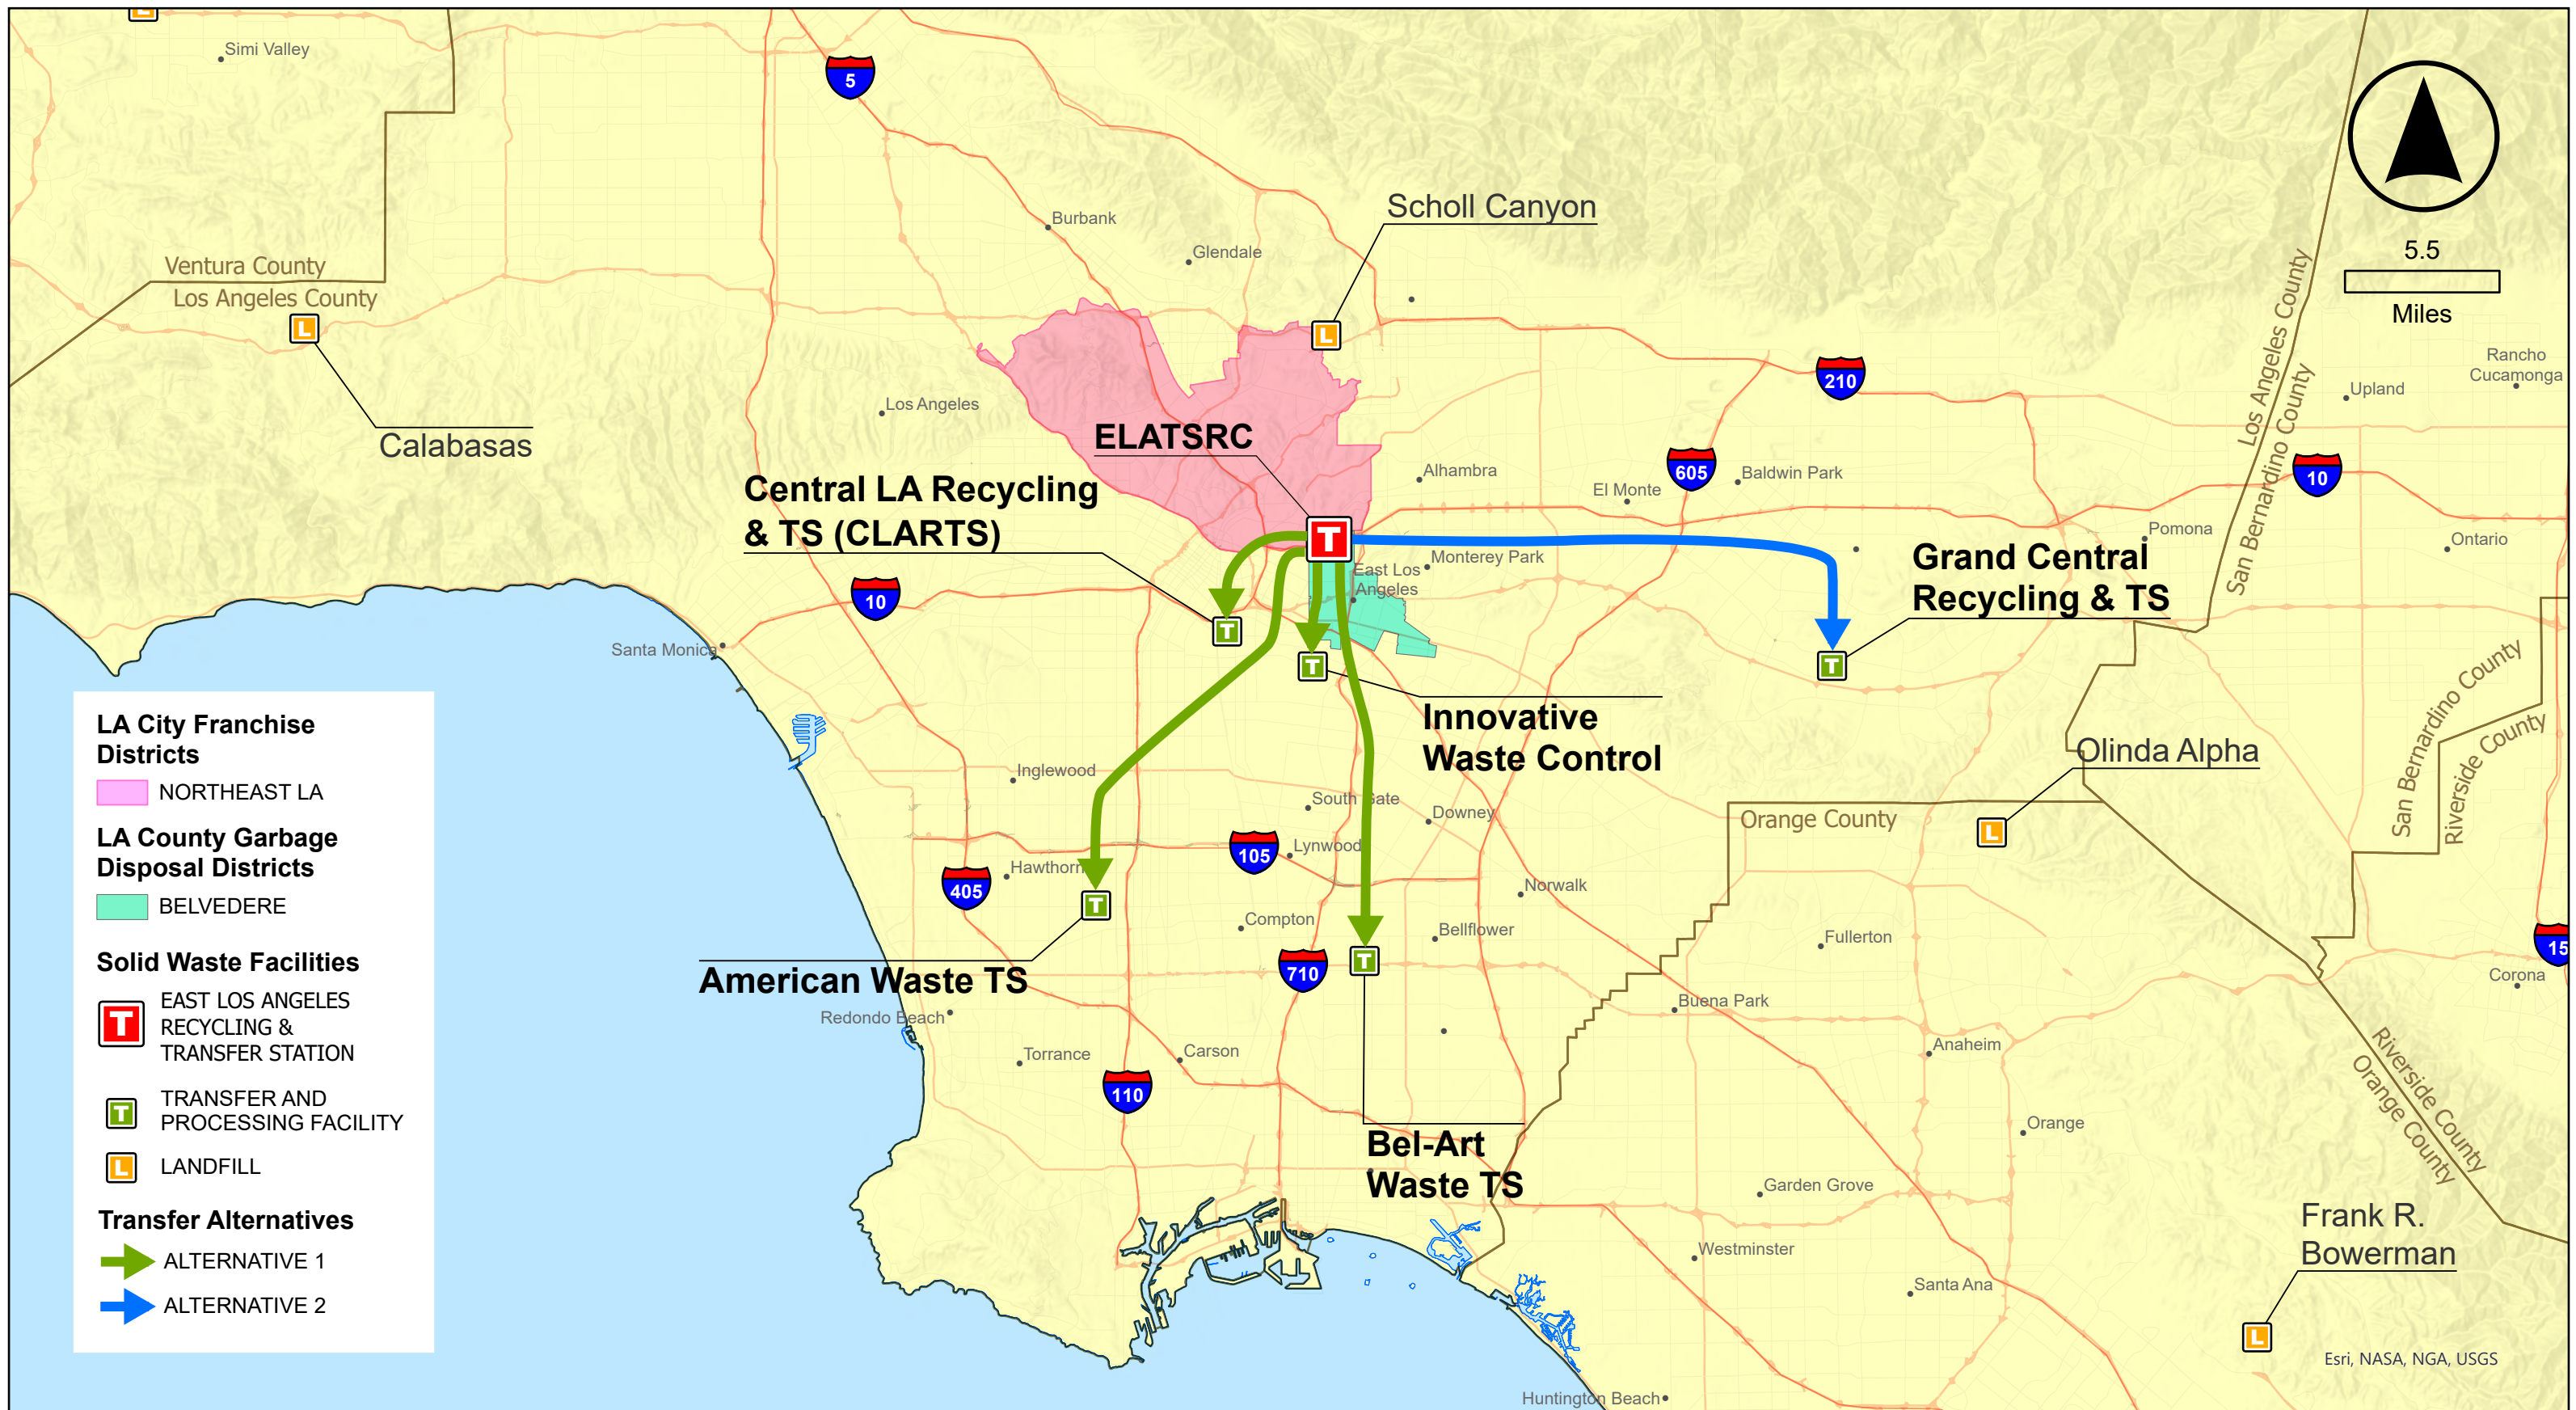 Simi Valley
5
Burbank
Glendale
Scholl Canyon
5.5
Miles
Ventura County
Los Angeles County
Los Angeles County
San Bernardino County
Calabasas
Los Angeles
ELATSRC
Central LA Recycling
& TS (CLARTS)
Alhambra
El Monte
605
Baldwin Park
210
10
Rancho
Cucamonga
Upland
Pomona
Ontario
Monterey Park
East Los
Angeles
Grand Central
Recycling & TS
10
Santa Monica
Innovative
Waste Control
Olinda Alpha
San Bernardino County
Riverside County
Inglewood
South Gate
Downey
Orange County
105
Lynwood
Hawthorn
405
Norwalk
Compton
Bellflower
Fullerton
American Waste TS
710
15
Corona
Redondo Beach
Buena Park
Torrance
Carson
Anaheim
110
Riverside County
Orange County
Orange
Bel-Art
Waste TS
Garden Grove
Westminster
Santa Ana
Frank R.
Bowerman
Huntington Beach
Esri, NASA, NGA, USGS
LA City Franchise
Districts
NORTHEAST LA
LA County Garbage
Disposal Districts
BELVEDERE
Solid Waste Facilities
T
EAST LOS ANGELES
RECYCLING &
TRANSFER STATION
T
TRANSFER AND
PROCESSING FACILITY
L
LANDFILL
Transfer Alternatives
ALTERNATIVE 1
ALTERNATIVE 2